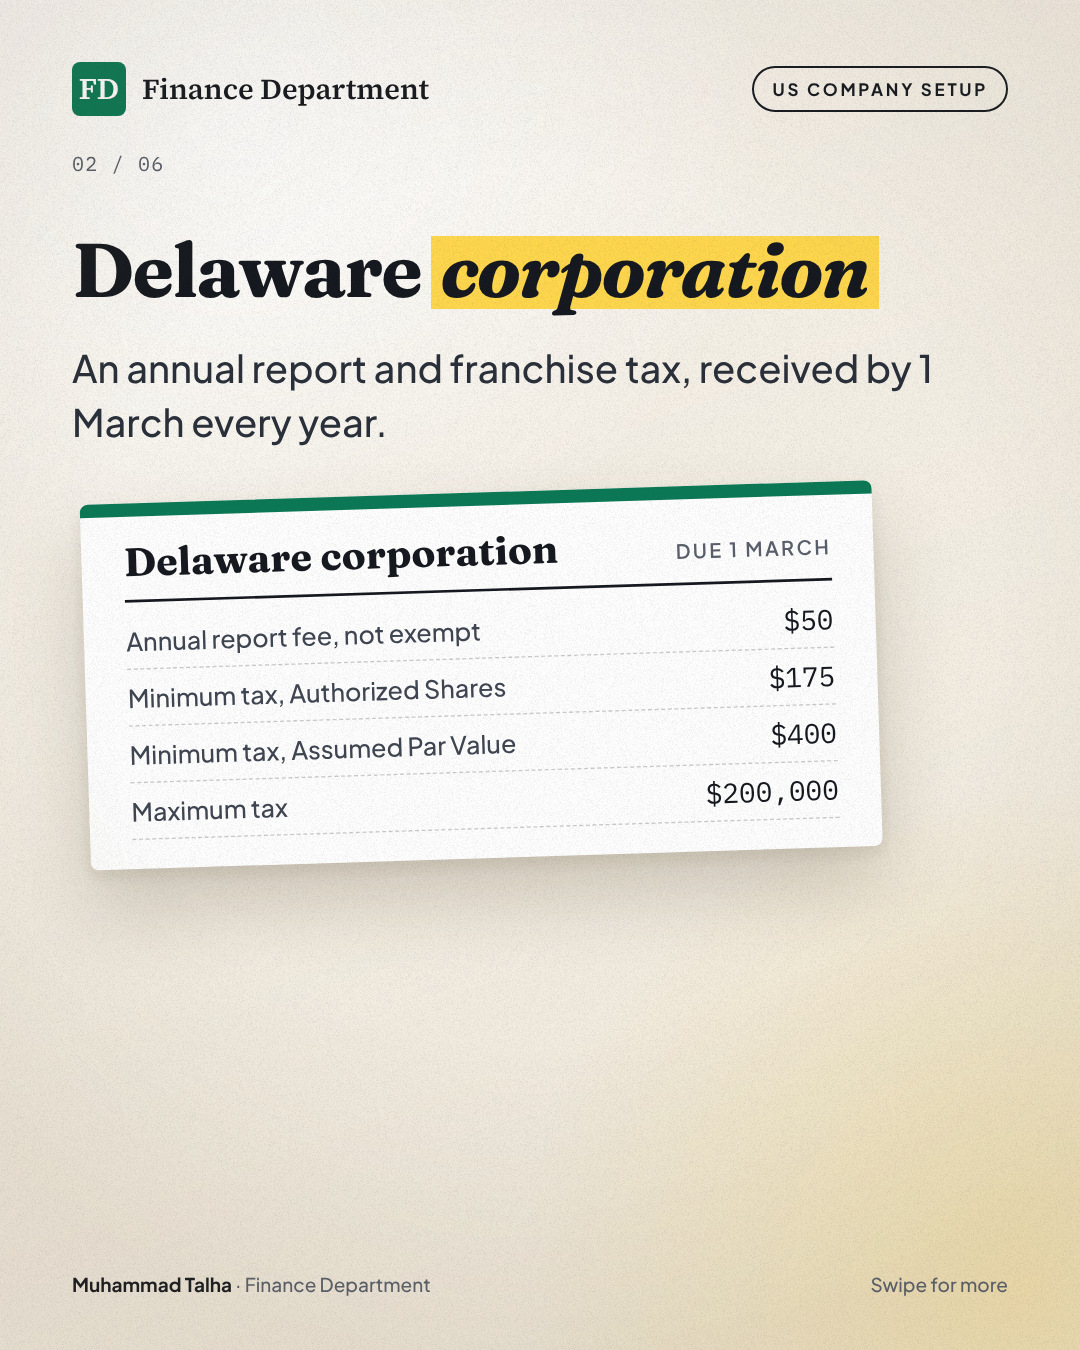 FD Finance Department
US COMPANY SETUP
02 / 06
Delaware corporation
An annual report and franchise tax, received by 1
March every year.
Delaware corporation DUE 1 MARCH
Annual report fee, not exempt $50
Minimum tax, Authorized Shares $175
Minimum tax, Assumed Par Value $400
Maximum tax $200,000
Muhammad Talha · Finance Department
Swipe for more